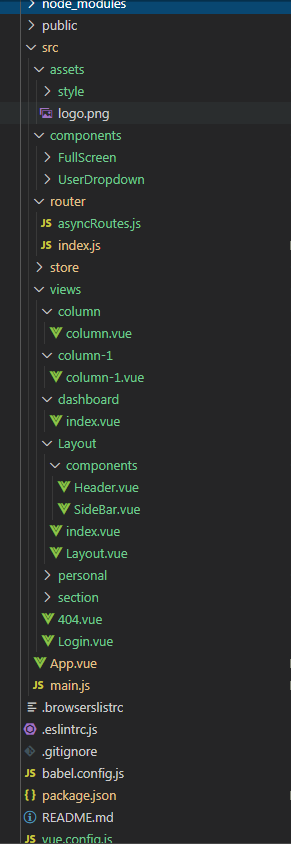 node_modules
public
src
assets
style
logo.png
components
FullScreen
UserDropdown
router
JS asyncRoutes.js
JS index.js
store
views
column
column.vue
column-1
column-1.vue
dashboard
index.vue
Layout
components
Header.vue
SideBar.vue
index.vue
Layout.vue
personal
section
404.vue
Login.vue
App.vue
JS main.js
.browserslistrc
.eslintrc.js
.gitignore
babel.config.js
{} package.json
README.md
vue.config.js